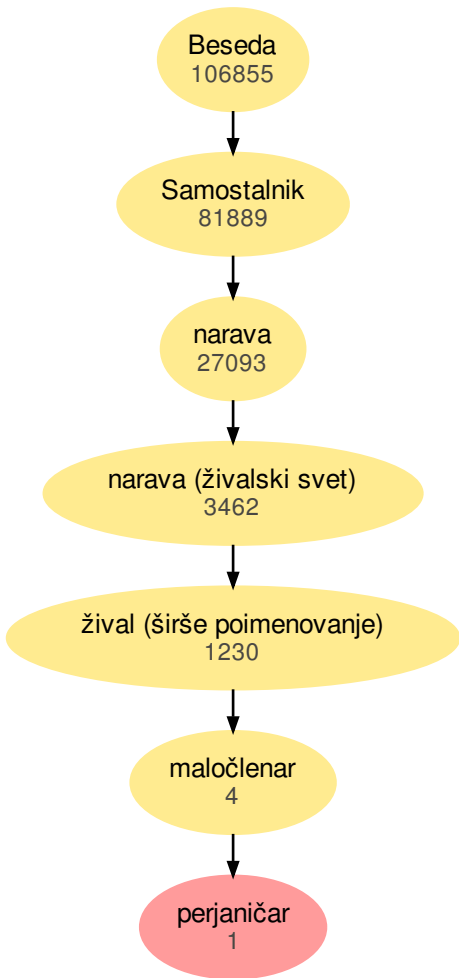 Beseda
106855
Samostalnik
81889
narava
27093
narava (živalski svet)
3462
žival (širše poimenovanje)
1230
maločlenar
4
perjaničar
1